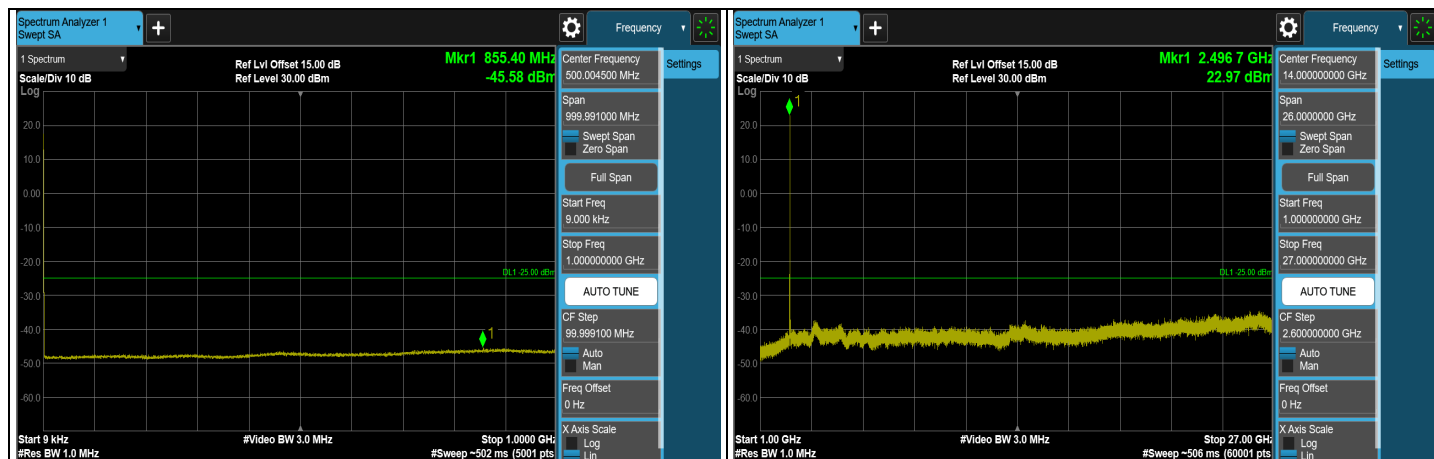 Spectrum Analyzer 1
Swept SA
+
Frequency
1 Spectrum
Scale/Div 10 dB
Log
Ref Lvl Offset 15.00 dB
Ref Level 30.00 dBm
Mkr1 855.40 MHz
-45.58 dBm
20.0
10.0
0.00
-10.0
-20.0
-30.0
-40.0
-50.0
-60.0
DL1 -25.00 dBm
1
Start 9 kHz
#Res BW 1.0 MHz
#Video BW 3.0 MHz
Stop 1.0000 GHz
#Sweep ~502 ms (5001 pts
Center Frequency
500.004500 MHz
Span
999.991000 MHz
Swept Span
Zero Span
Full Span
Start Freq
9.000 kHz
Stop Freq
1.000000000 GHz
AUTO TUNE
CF Step
99.999100 MHz
Auto
Man
Freq Offset
0 Hz
X Axis Scale
Log
Lin
Settings
Spectrum Analyzer 1
Swept SA
+
Frequency
1 Spectrum
Scale/Div 10 dB
Log
Ref Lvl Offset 15.00 dB
Ref Level 30.00 dBm
Mkr1 2.496 7 GHz
22.97 dBm
1
20.0
10.0
0.00
-10.0
-20.0
-30.0
-40.0
-50.0
-60.0
DL1 -25.00 dBm
Start 1.00 GHz
#Res BW 1.0 MHz
#Video BW 3.0 MHz
Stop 27.00 GHz
#Sweep ~506 ms (60001 pts
Center Frequency
14.000000000 GHz
Span
26.0000000 GHz
Swept Span
Zero Span
Full Span
Start Freq
1.000000000 GHz
Stop Freq
27.000000000 GHz
AUTO TUNE
CF Step
2.600000000 GHz
Auto
Man
Freq Offset
0 Hz
X Axis Scale
Log
Lin
Settings